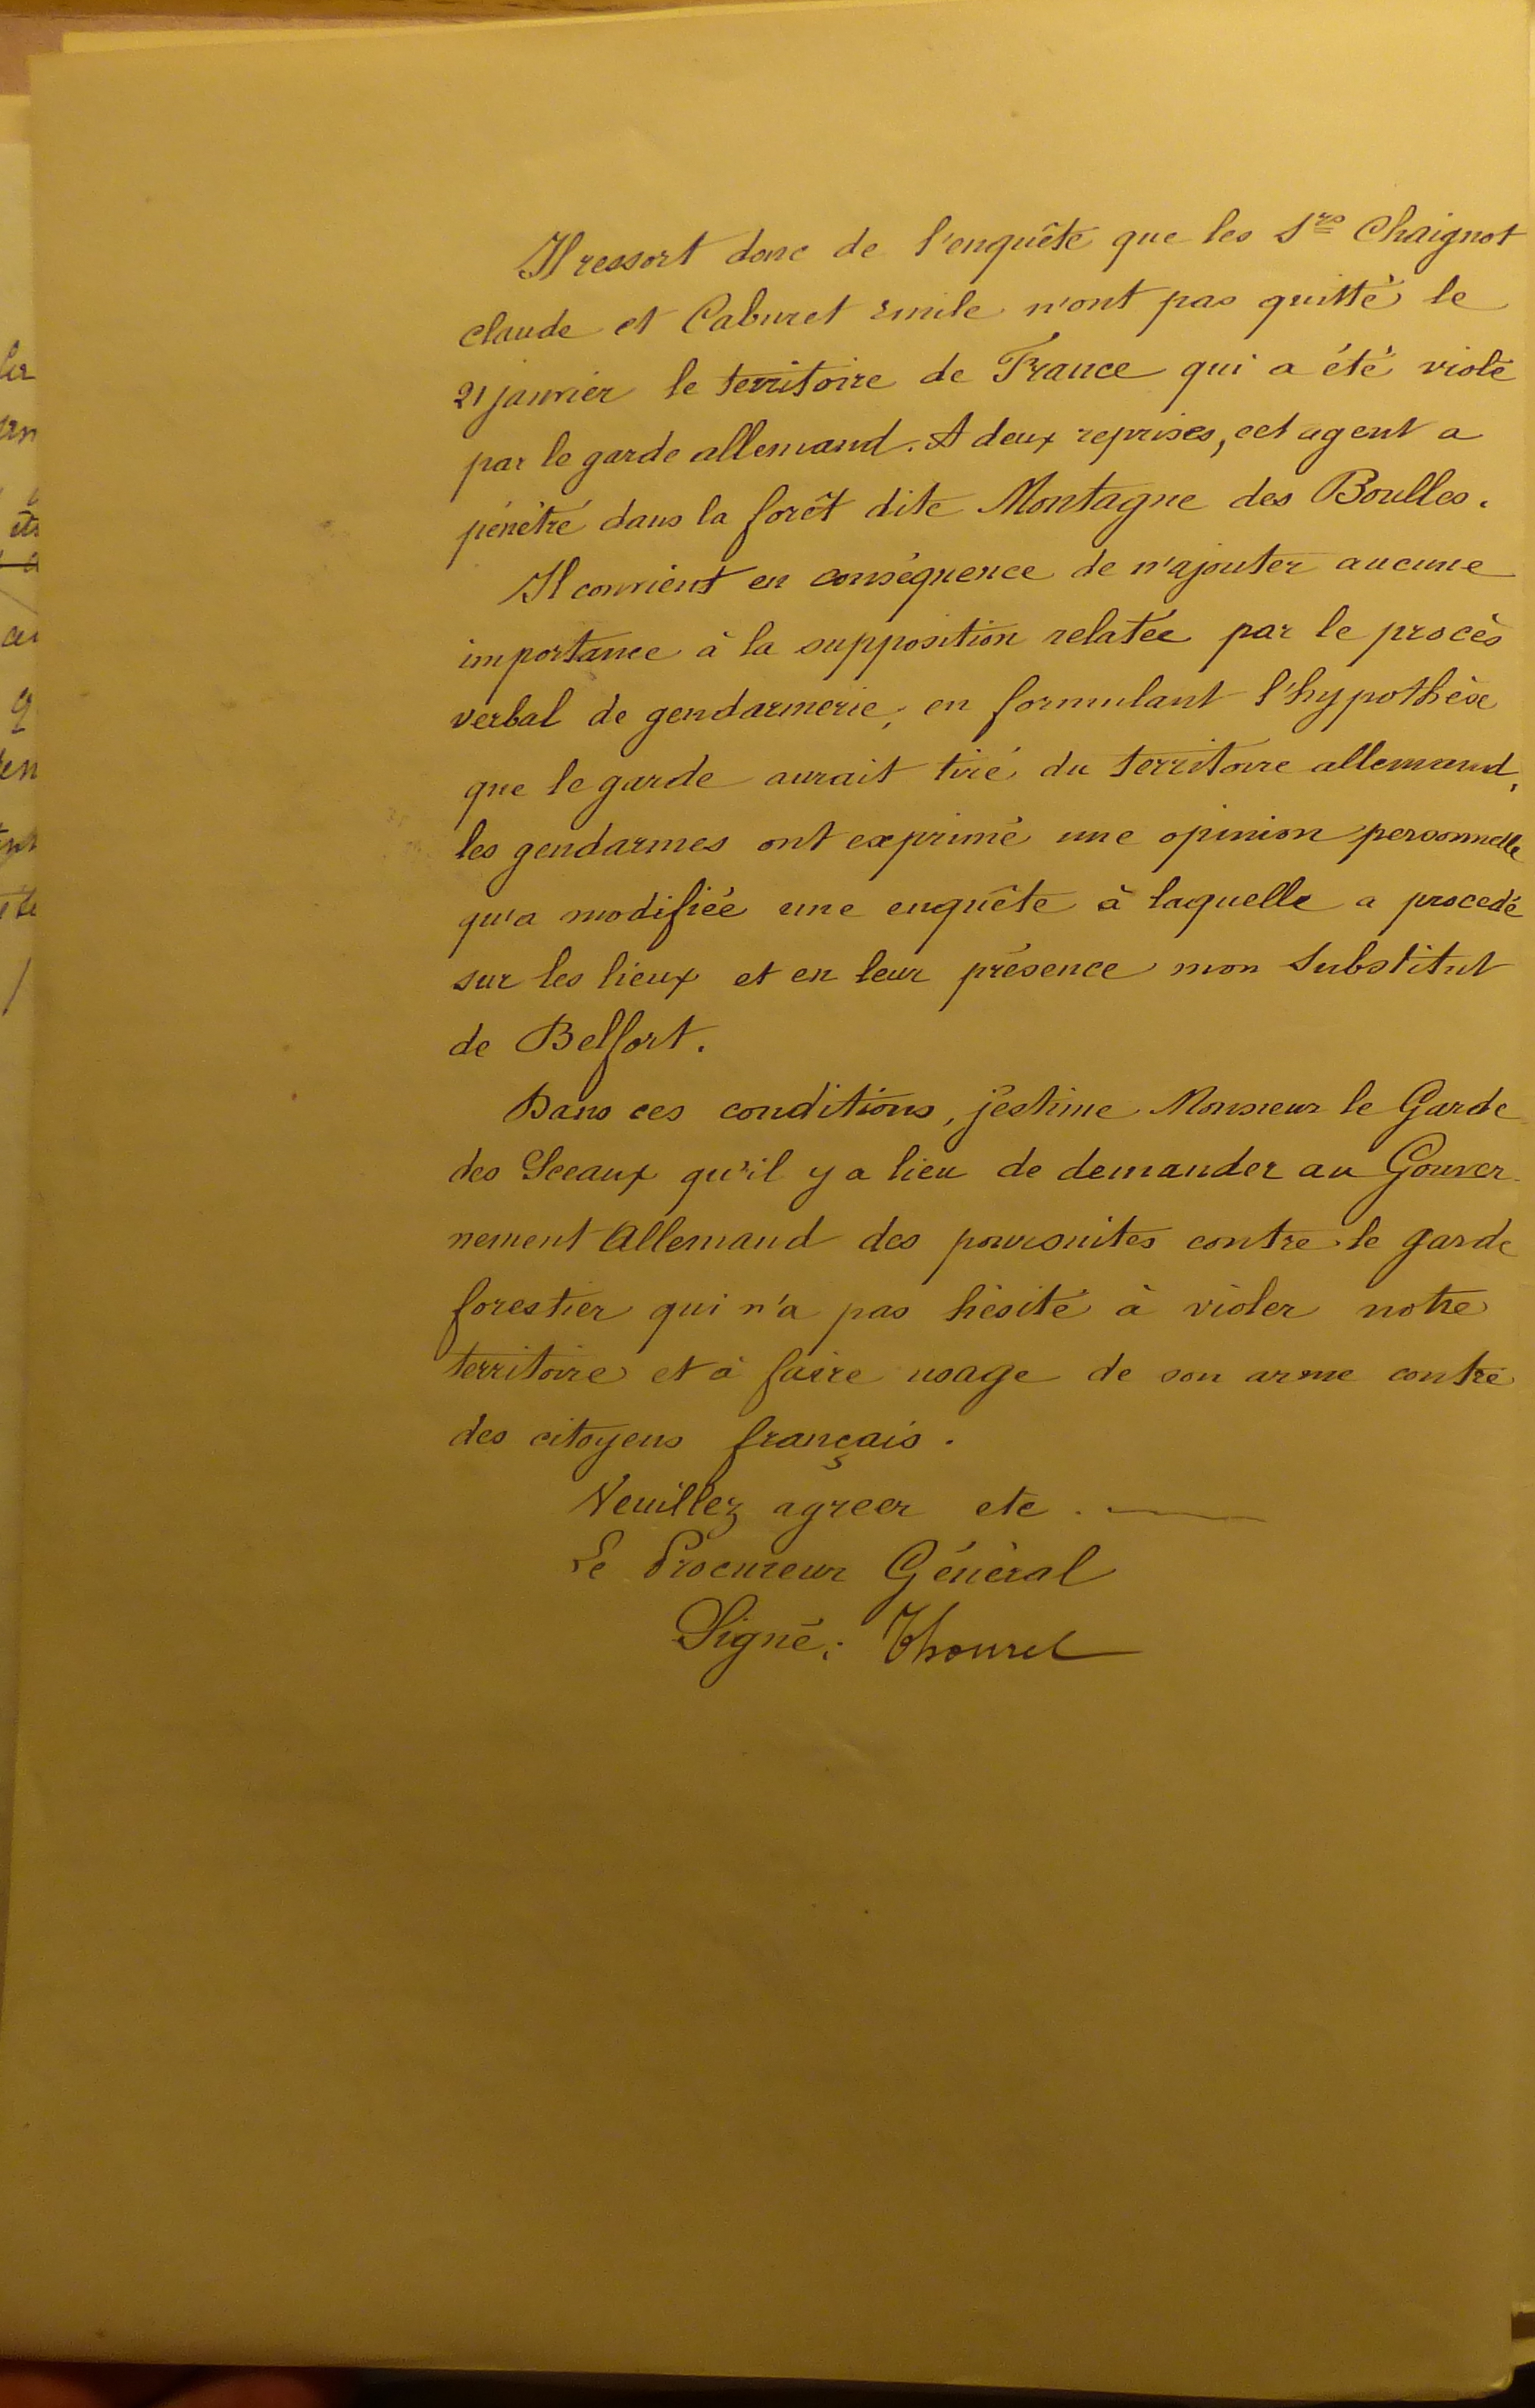 Il ressort donc de l'enquête que les Srs Chaignot
Claude et Caburet Emile n'ont pas quitté le
21 janvier le territoire de France qui a été violé
par le garde allemand. A deux reprises, cet agent a
pénétré dans la forêt dite Montagne des Boulles.
Il convient en conséquence de n'ajouter aucune
importance à la supposition relatée par le procès
verbal de gendarmerie; en formulant l'hypothèse
que le garde aurait tiré du territoire allemand,
les gendarmes ont exprimé une opinion personnelle
qu'a modifiée une enquête à laquelle a procedé
sur les lieux et en leur présence mon Substitut
de Belfort.
Dans ces conditions, j'estime Monsieur le Garde
des Sceaux qu'il y a lieu de demander au Gouver-
nement Allemand des poursuites contre le garde
forestier qui n'a pas hésité à violer notre
territoire et à faire usage de son arme contre
des citoyens français.
Veuillez agreer etc.
Le Procureur Général
Signé: Thourel